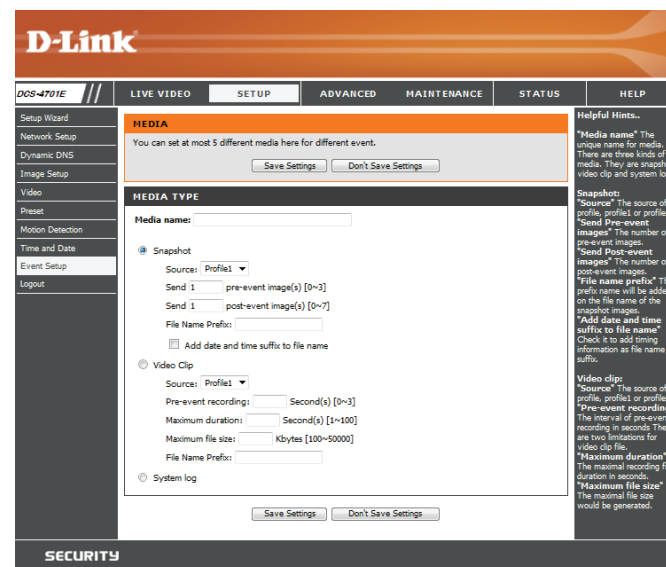 D-Link
DCS-4701E
LIVE VIDEO
SETUP
ADVANCED
MAINTENANCE
STATUS
HELP
Setup Wizard
Network Setup
Dynamic DNS
Image Setup
Video
Preset
Motion Detection
Time and Date
Event Setup
Logout
MEDIA
You can set at most 5 different media here for different event.
Save Settings
Don't Save Settings
MEDIA TYPE
Media name:
Snapshot
Source: Profile1
Send 1 pre-event image(s) [0~3]
Send 1 post-event image(s) [0~7]
File Name Prefix:
Add date and time suffix to file name
Video Clip
Source: Profile1
Pre-event recording: Second(s) [0~3]
Maximum duration: Second(s) [1~100]
Maximum file size: Kbytes [100~50000]
File Name Prefix:
System log
Save Settings
Don't Save Settings
Helpful Hints..
"Media name" The
unique name for media.
There are three kinds of
media. They are snapsh
video clip and system lo
Snapshot:
"Source" The source of
profile, profile1 or profile
"Send Pre-event
images" The number o
pre-event images.
"Send Post-event
images" The number o
post-event images.
"File name prefix" Th
prefix name will be adde
on the file name of the
snapshot images.
"Add date and time
suffix to file name"
Check it to add timing
information as file name
suffix.
Video clip:
"Source" The source of
profile, profile1 or profile
"Pre-event recording
The interval of pre-even
recording in seconds The
are two limitations for
video clip file.
"Maximum duration"
The maximal recording fi
duration in seconds.
"Maximum file size"
The maximal file size
would be generated.
SECURITY